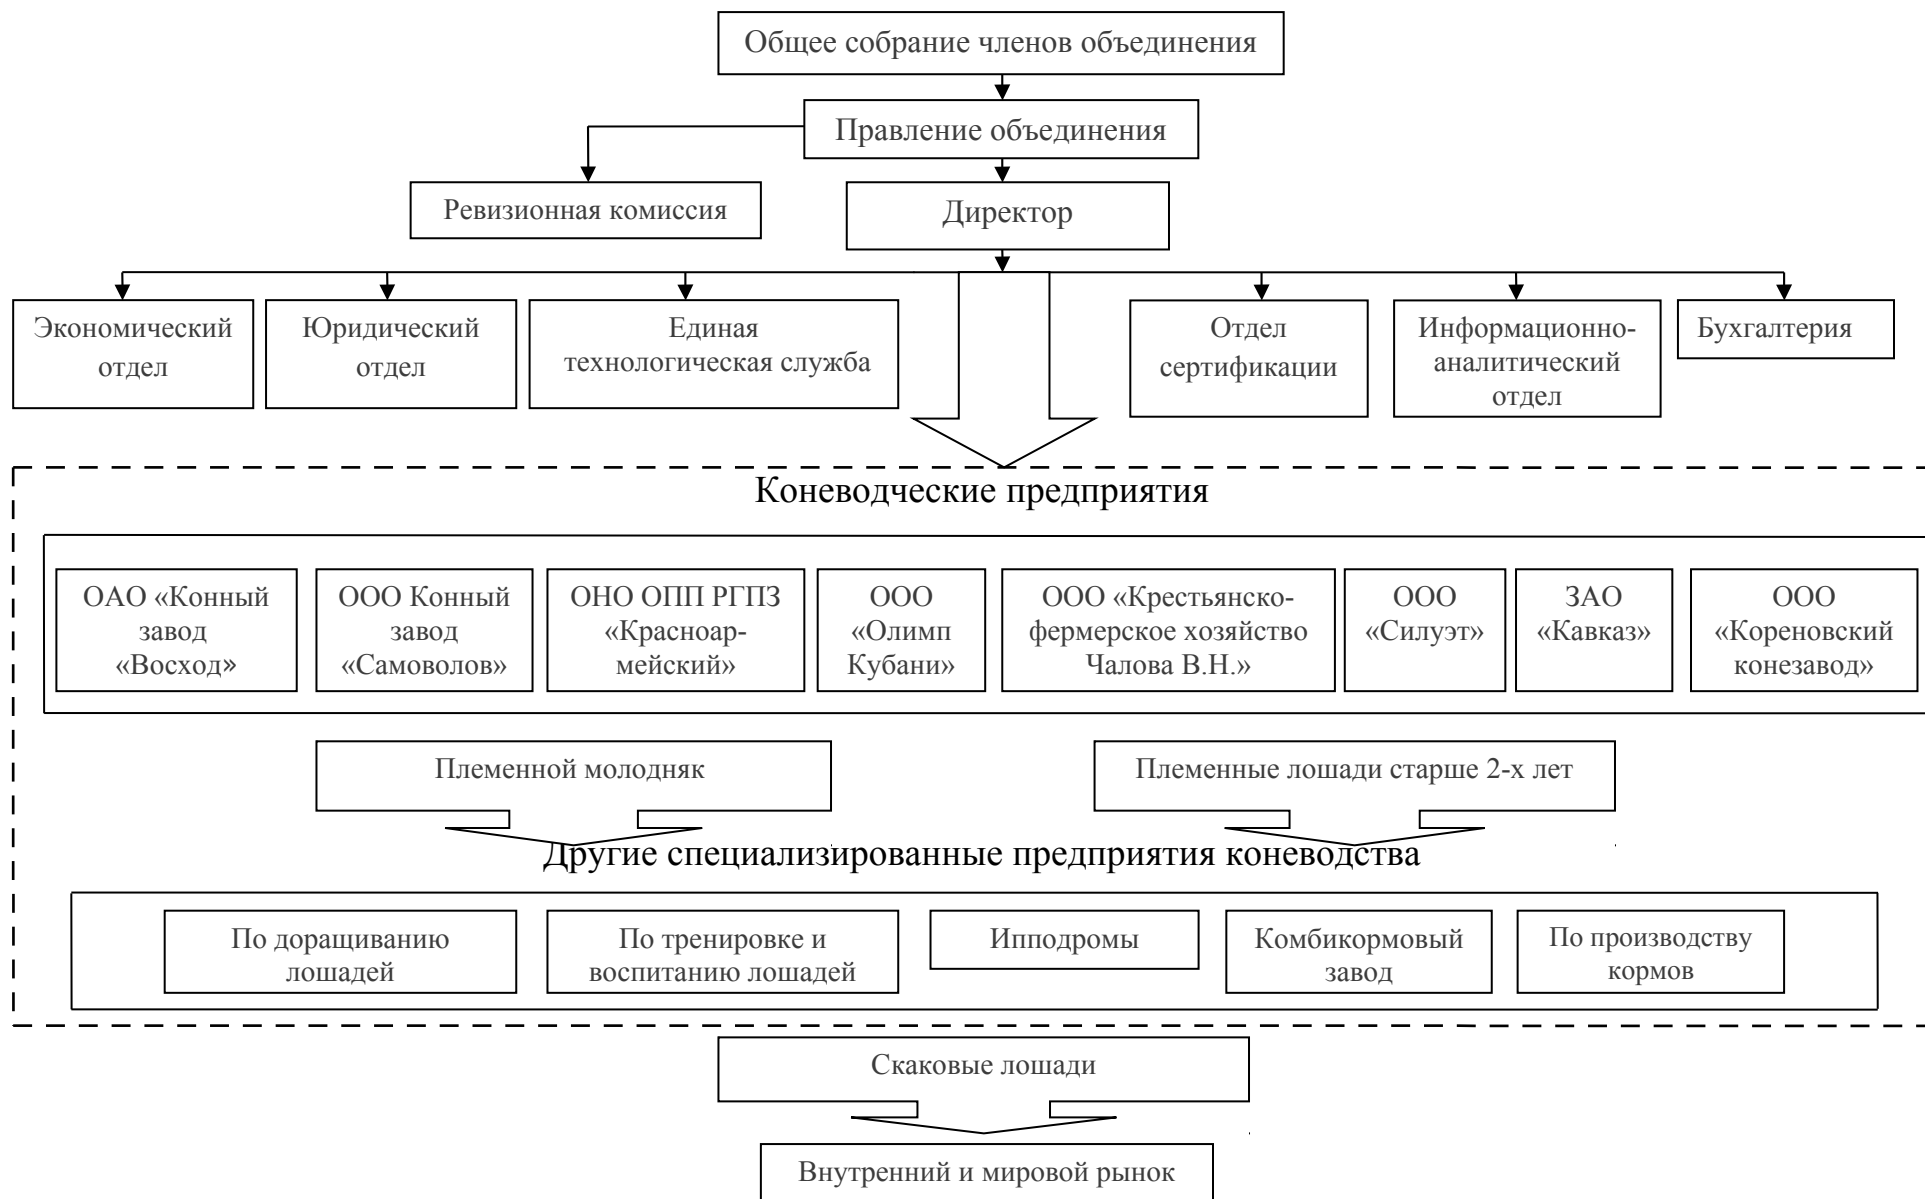 Общее собрание членов объединения
Правление объединения
Ревизионная комиссия
Директор
Экономический
отдел
Юридический
отдел
Единая
технологическая служба
Отдел
сертификации
Информационно-
аналитический
отдел
Бухгалтерия
Коневодческие предприятия
ОАО «Конный
завод
«Восход»
ООО Конный
завод
«Самоволов»
ОНО ОПП РГПЗ
«Красноар-
мейский»
ООО
«Олимп
Кубани»
ООО «Крестьянско-
фермерское хозяйство
Чалова В.Н.»
ООО
«Силуэт»
ЗАО
«Кавказ»
ООО
«Кореновский
конезавод»
Племенной молодняк
Племенные лошади старше 2-х лет
Другие специализированные предприятия коневодства
По доращиванию
лошадей
По тренировке и
воспитанию лошадей
Ипподромы
Комбикормовый
завод
По производству
кормов
Скаковые лошади
Внутренний и мировой рынок